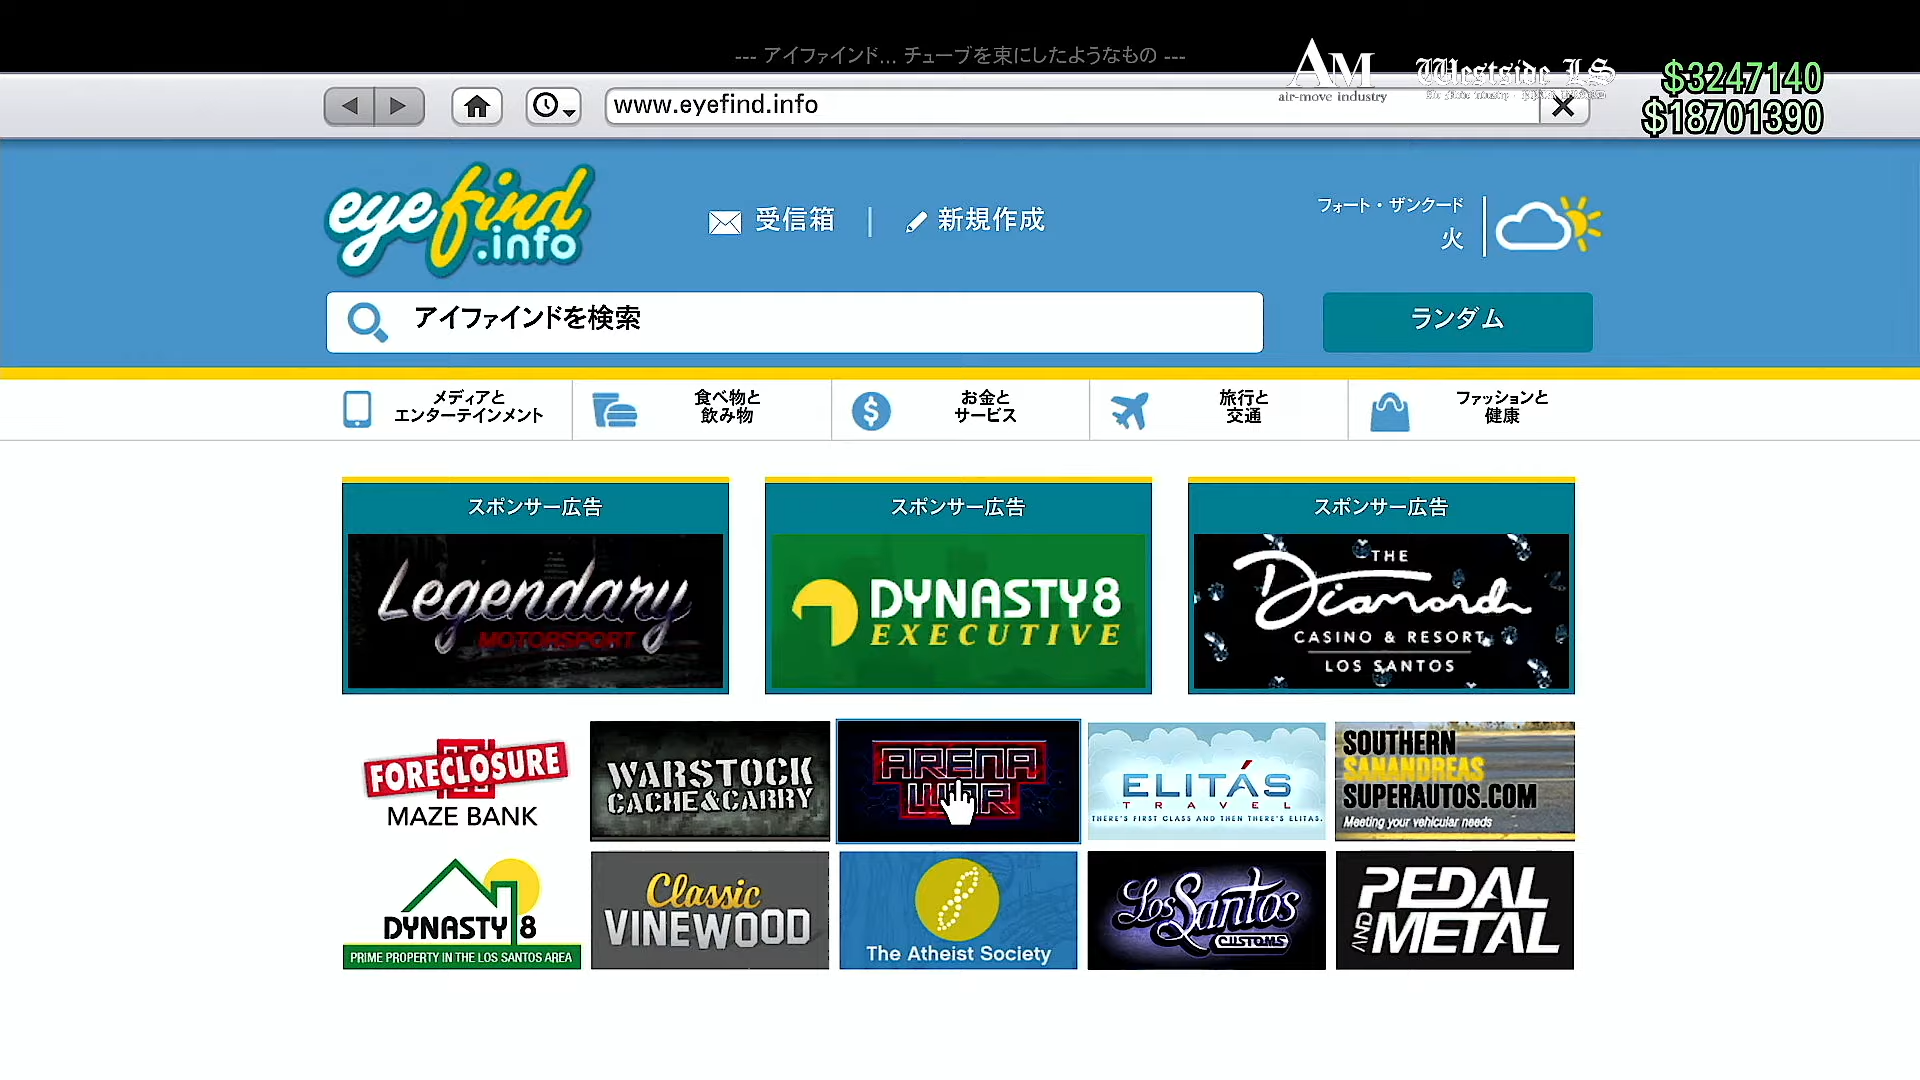 --- アイファインド... チューブを束にしたようなもの ---
AM
air-move industry
Westside LS
$3247140
$18701390
www.eyefind.info
eyefind
.info
受信箱
新規作成
フォート・ザンクード
火
アイファインドを検索
ランダム
メディアと
エンターテインメント
食べ物と
飲み物
お金と
サービス
旅行と
交通
ファッションと
健康
スポンサー広告
Legendary
MOTORSPORT
スポンサー広告
DYNASTY8
EXECUTIVE
スポンサー広告
THE
Diamond
CASINO & RESORT
LOS SANTOS
FORECLOSURE
MAZE BANK
WARSTOCK
CACHE&CARRY
ARENA
WAR
ELITÁS
TRAVEL
THERE'S FIRST CLASS AND THEN THERE'S ELITAS.
SOUTHERN
SANANDREAS
SUPERAUTOS.COM
Meeting your vehicular needs
DYNASTY 8
PRIME PROPERTY IN THE LOS SANTOS AREA
Classic
VINEWOOD
The Atheist Society
Los Santos
CUSTOMS
PEDAL
AND METAL